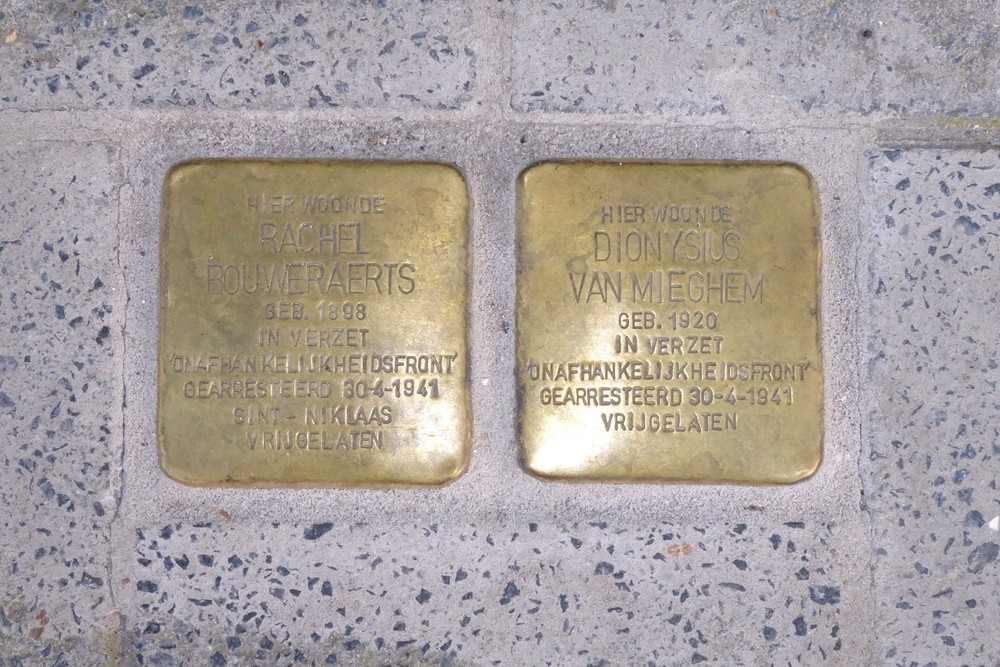 HIER WOONDE
RACHEL
BOUWERAERTS
GEB. 1898
IN VERZET
'ONAFHANKELIJKHEIDSFRONT'
GEARRESTEERD 30-4-1941
SINT-NIKLAAS
VRIJGELATEN
HIER WOONDE
DIONYSIUS
VAN MIEGHEM
GEB. 1920
IN VERZET
'ONAFHANKELIJKHEIDSFRONT'
GEARRESTEERD 30-4-1941
VRIJGELATEN